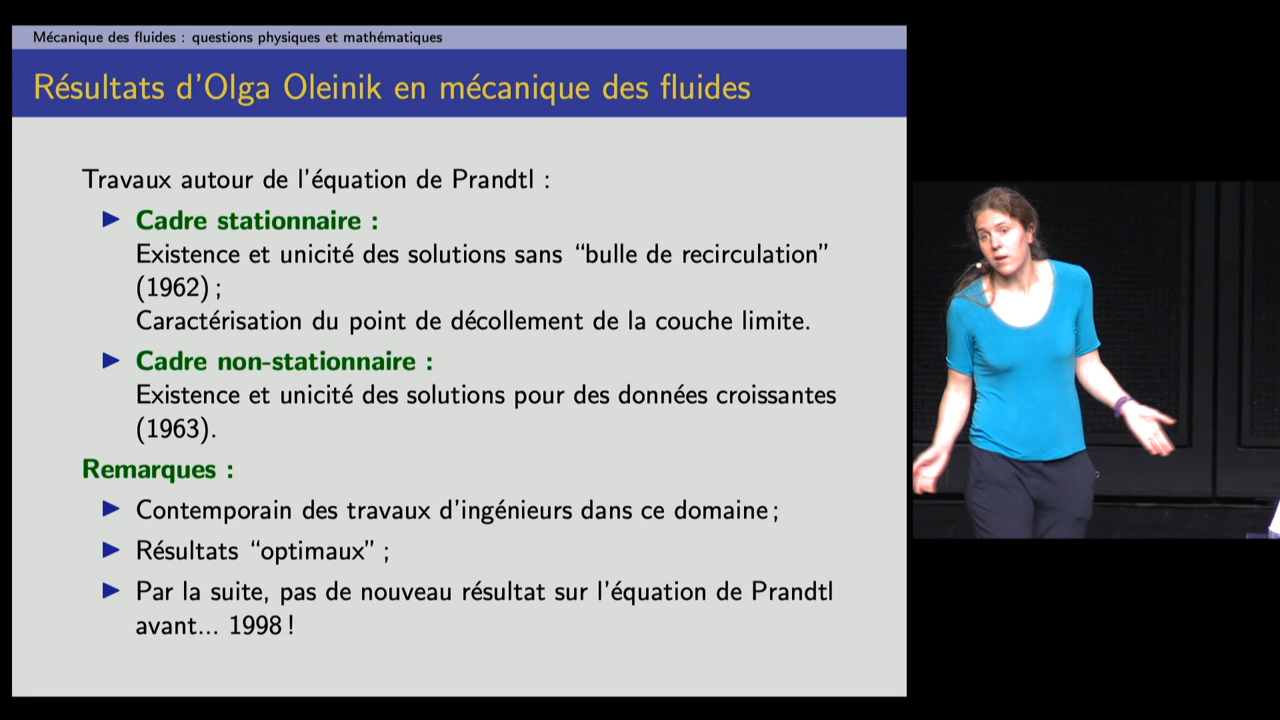 Mécanique des fluides : questions physiques et mathématiques
Résultats d'Olga Oleinik en mécanique des fluides
Travaux autour de l'équation de Prandtl :
Cadre stationnaire :
Existence et unicité des solutions sans “bulle de recirculation”
(1962) ;
Caractérisation du point de décollement de la couche limite.
Cadre non-stationnaire :
Existence et unicité des solutions pour des données croissantes
(1963).
Remarques :
Contemporain des travaux d'ingénieurs dans ce domaine ;
Résultats “optimaux” ;
Par la suite, pas de nouveau résultat sur l'équation de Prandtl
avant... 1998 !